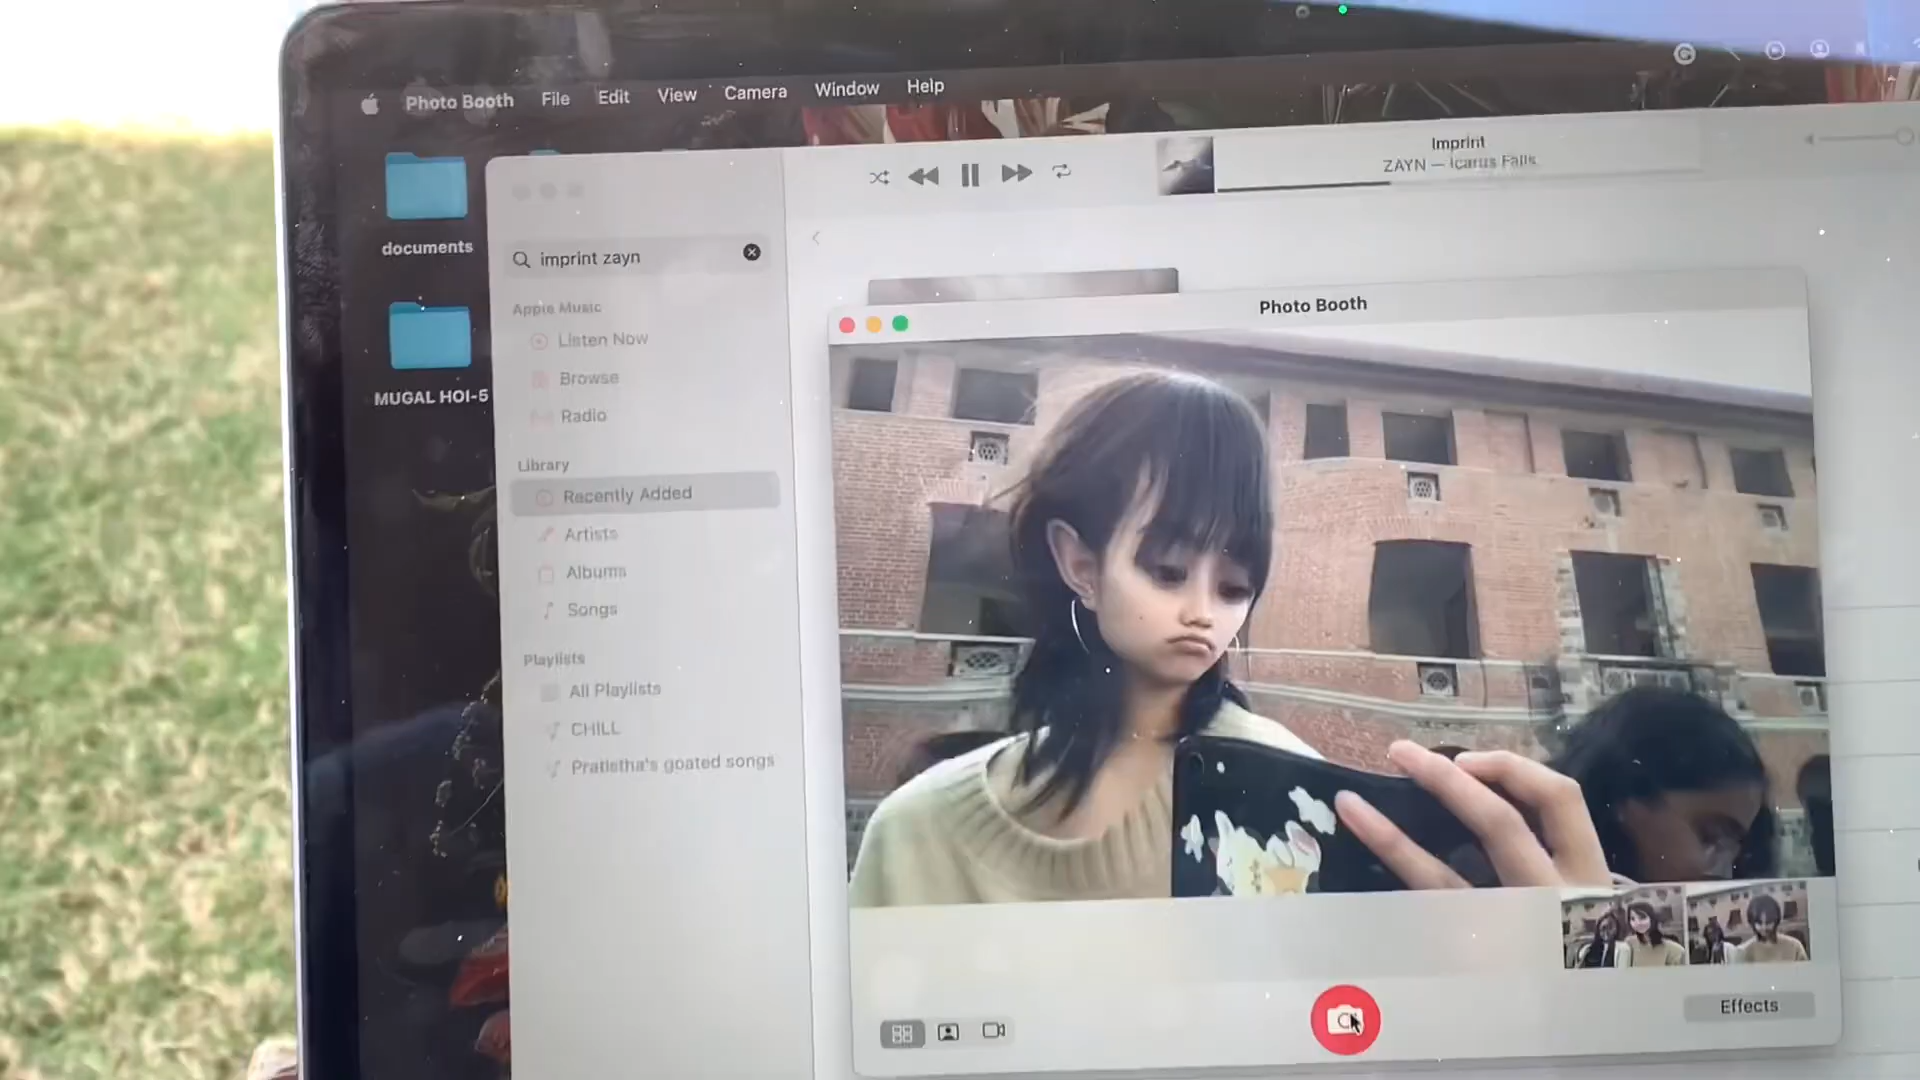 Photo Booth File Edit View Camera Window Help
documents
MUGAL HOI-5
imprint zayn
Apple Music
Listen Now
Browse
Radio
Library
Recently Added
Artists
Albums
Songs
Playlists
All Playlists
CHILL
Pratistha's goated songs
Imprint
ZAYN — Icarus Falls
Photo Booth
Effects